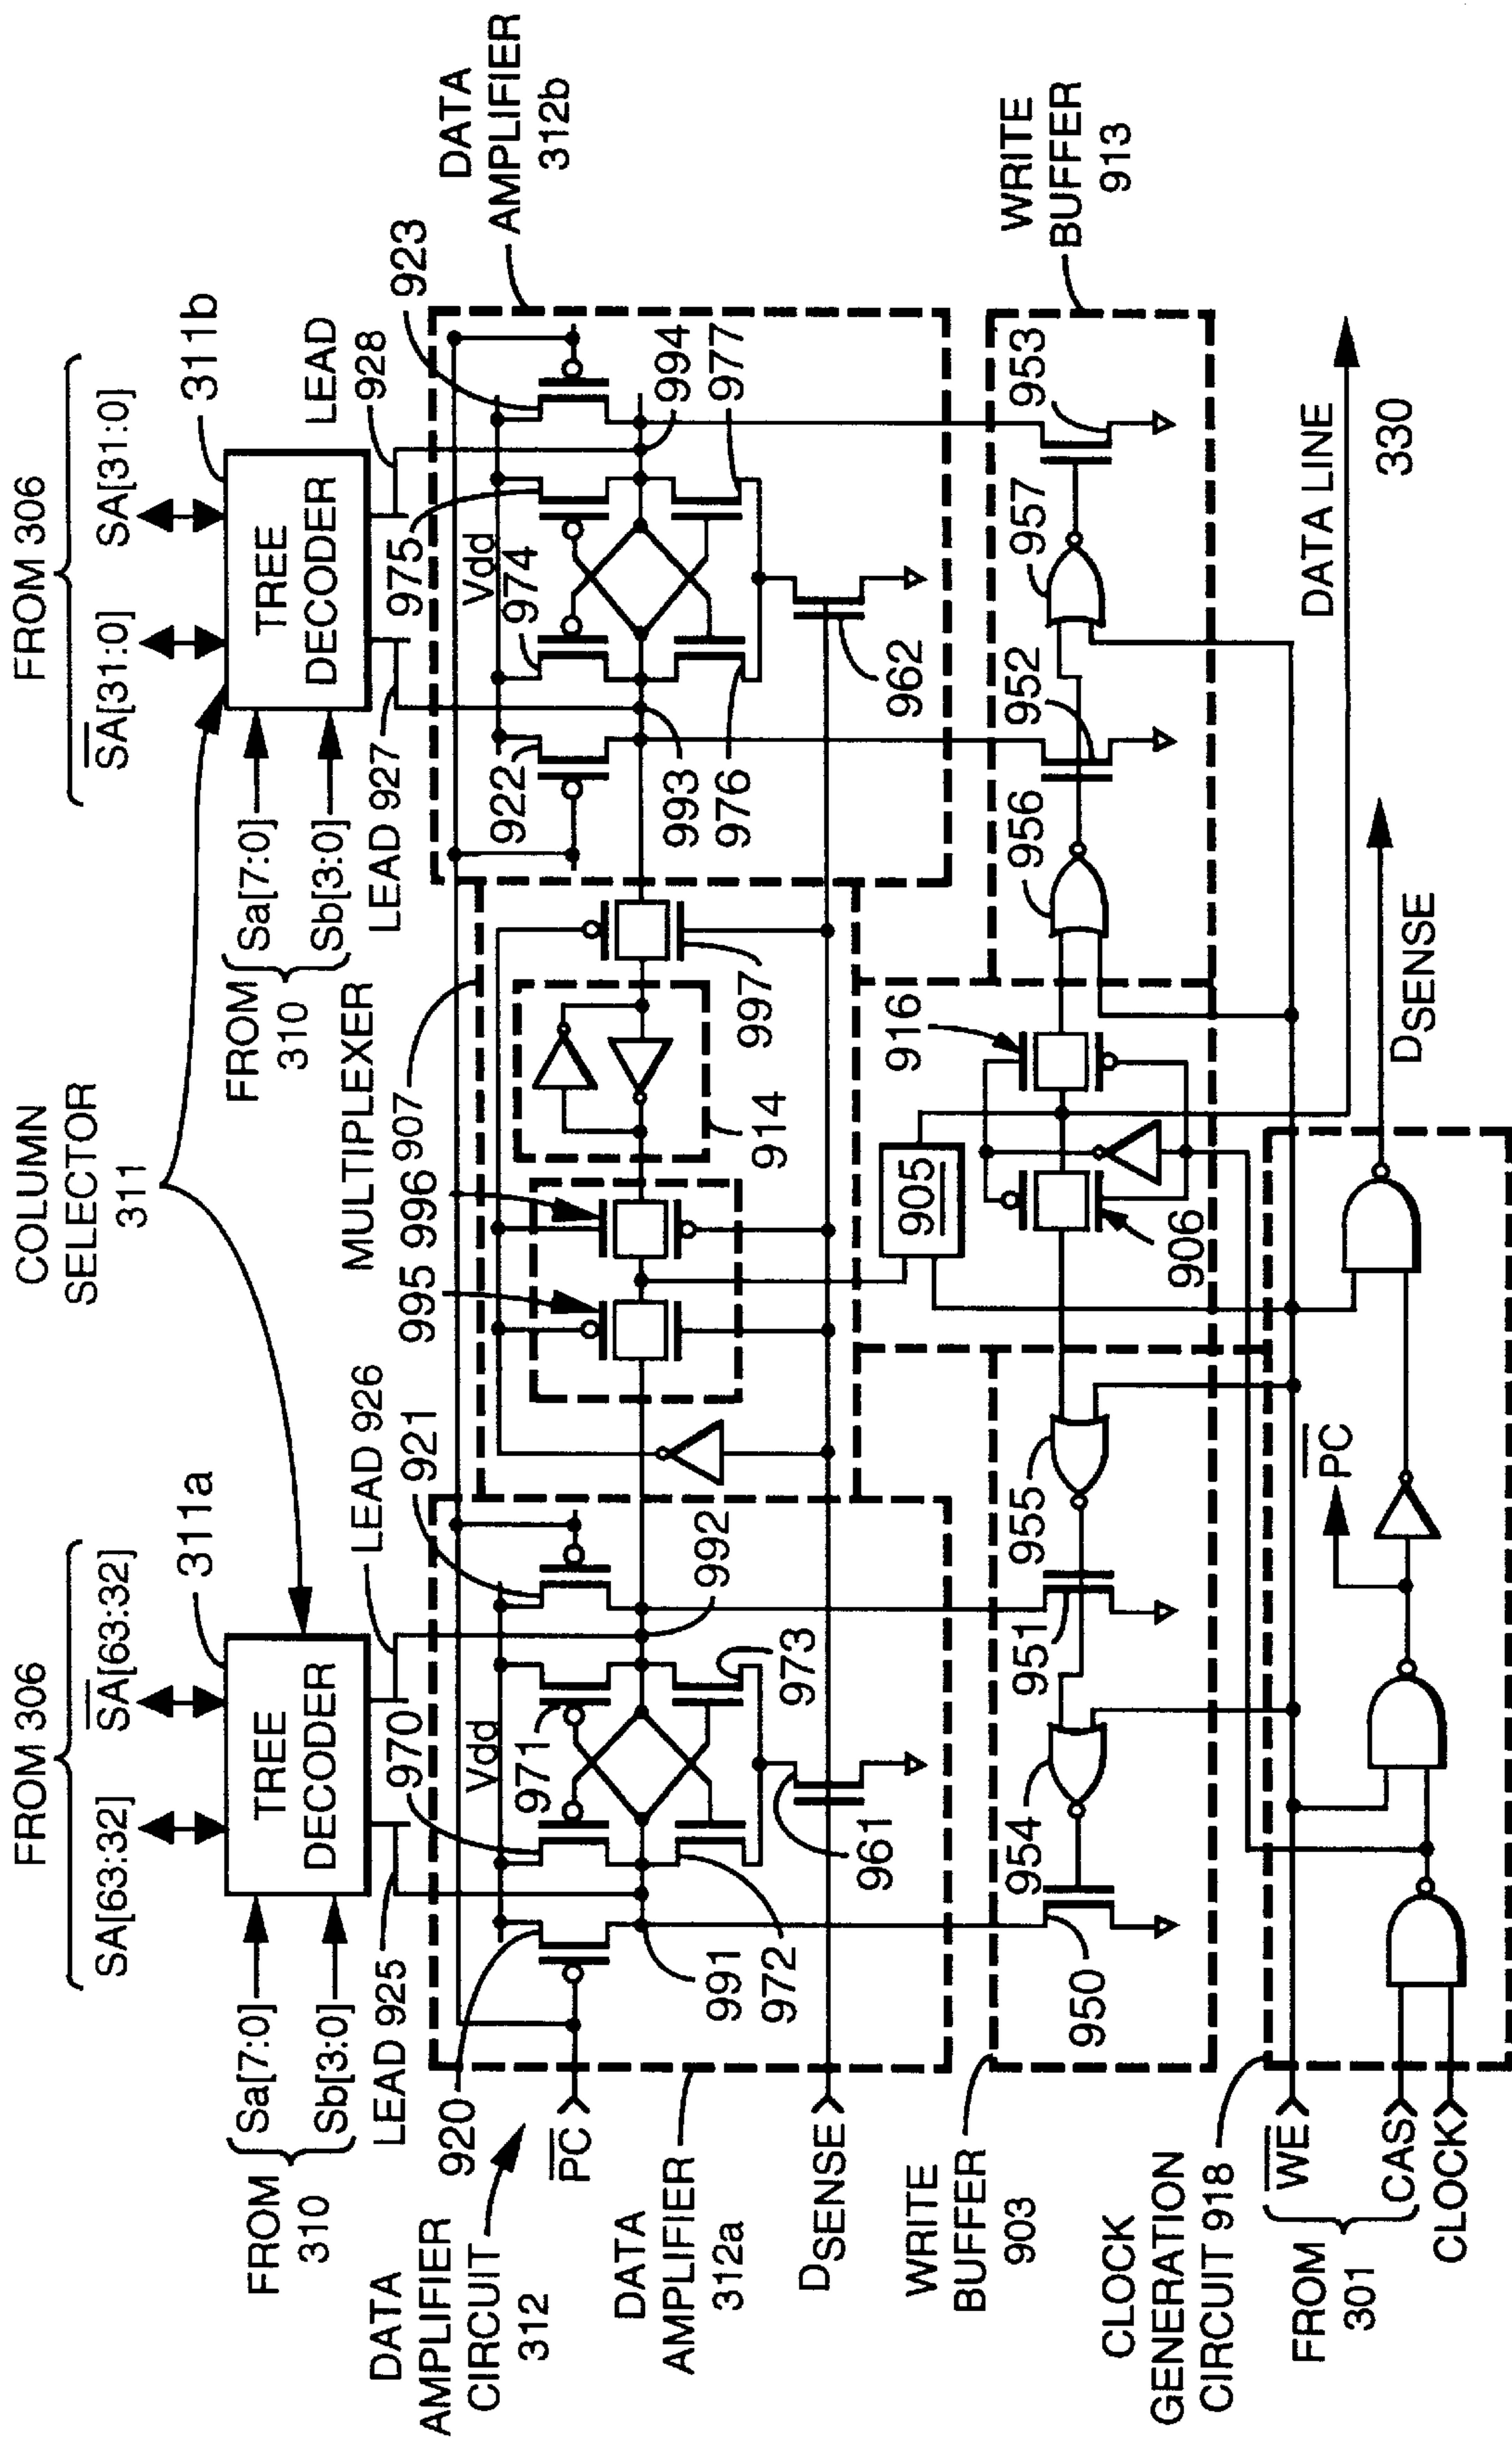 COLUMN
SELECTOR
311
FROM 306
SA[63:32]
S̅A̅[63:32]
311a
TREE
DECODER
Sa[7:0]
Sb[3:0]
FROM
310
LEAD 925
LEAD 926
FROM 306
S̅A̅[31:0]
SA[31:0]
311b
TREE
DECODER
Sa[7:0]
Sb[3:0]
FROM
310
LEAD 927
LEAD
928
MULTIPLEXER
907
DATA
AMPLIFIER
312b
920
970
921
Vdd
971
991
972
992
973
961
995
996
914
997
922
Vdd
974
975
923
993
976
994
977
962
DATA
AMPLIFIER
CIRCUIT
312
P̅C̅
DATA
AMPLIFIER
312a
DSENSE
WRITE
BUFFER
903
950
954
951
955
905
906
916
956
952
957
953
WRITE
BUFFER
913
DATA LINE
330
DSENSE
P̅C̅
CLOCK
GENERATION
CIRCUIT 918
FROM
301
W̅E̅
CAS
CLOCK